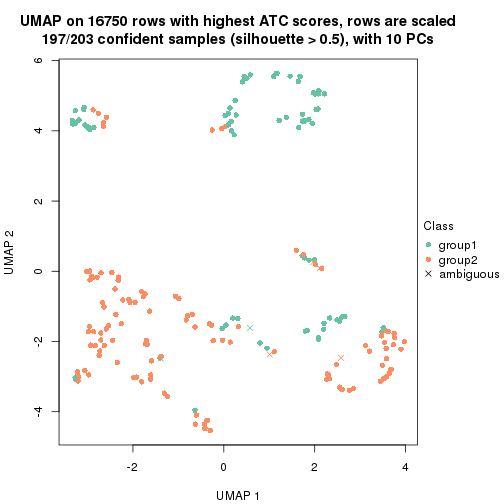 UMAP on 16750 rows with highest ATC scores, rows are scaled
197/203 confident samples (silhouette > 0.5), with 10 PCs
6
4
2
0
-2
-4
UMAP 2
-2
0
2
4
UMAP 1
Class
group1
group2
ambiguous